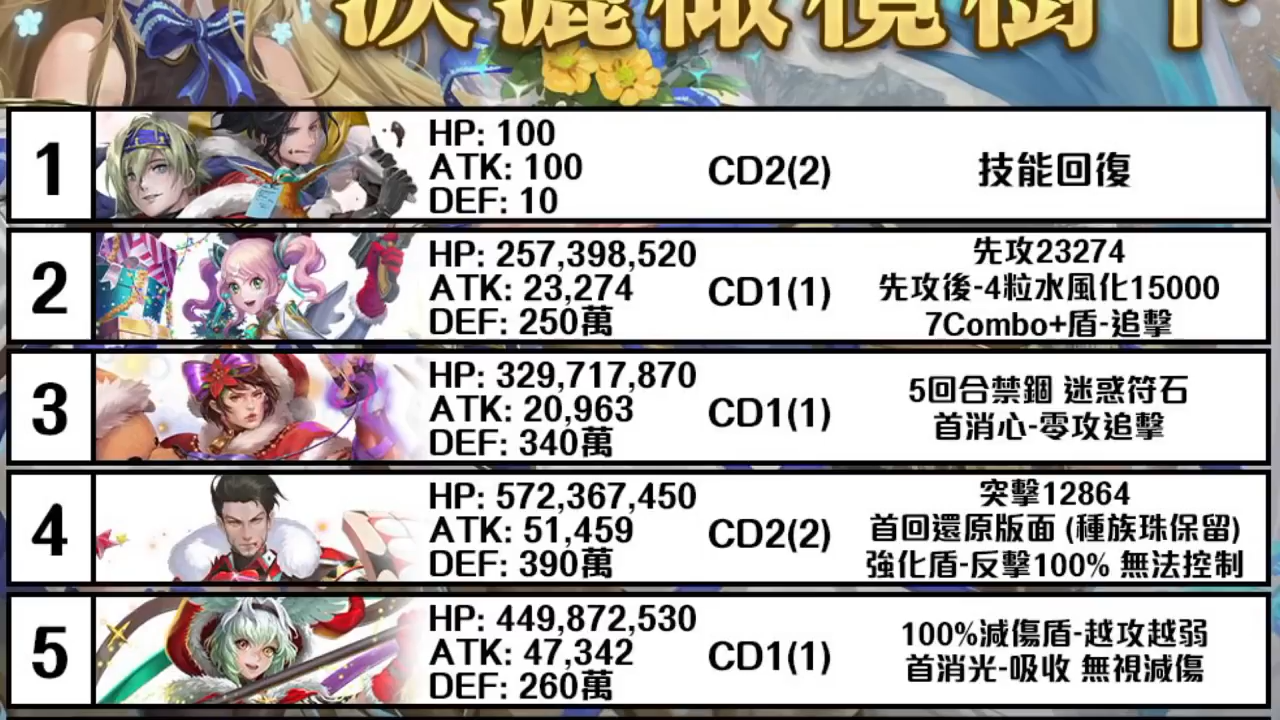 淚灑橄欖樹下
1
HP: 100
ATK: 100
DEF: 10
CD2(2)
技能回復
2
HP: 257,398,520
ATK: 23,274
DEF: 250萬
CD1(1)
先攻23274
先攻後-4粒水風化15000
7Combo+盾-追擊
3
HP: 329,717,870
ATK: 20,963
DEF: 340萬
CD1(1)
5回合禁錮 迷惑符石
首消心-零攻追擊
4
HP: 572,367,450
ATK: 51,459
DEF: 390萬
CD2(2)
突擊12864
首回還原版面 (種族珠保留)
強化盾-反擊100% 無法控制
5
HP: 449,872,530
ATK: 47,342
DEF: 260萬
CD1(1)
100%減傷盾-越攻越弱
首消光-吸收 無視減傷